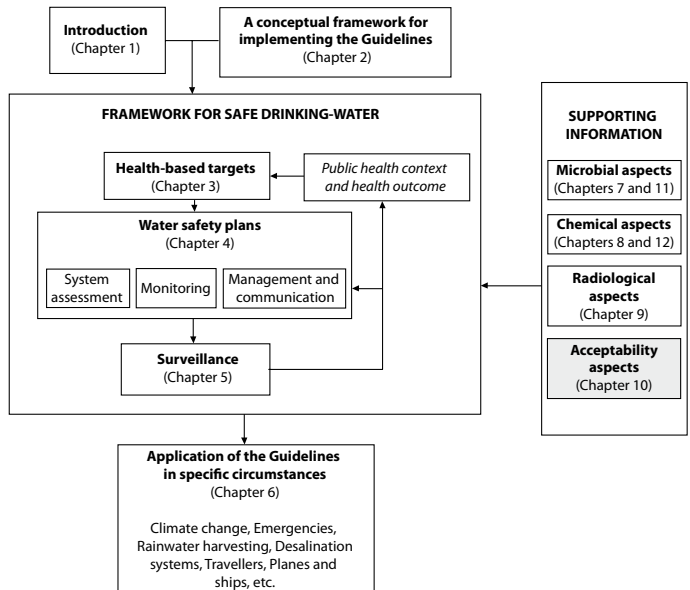 Introduction
(Chapter 1)
A conceptual framework for
implementing the Guidelines
(Chapter 2)
FRAMEWORK FOR SAFE DRINKING-WATER
Health-based targets
(Chapter 3)
Public health context
and health outcome
Water safety plans
(Chapter 4)
System
assessment
Monitoring
Management and
communication
Surveillance
(Chapter 5)
SUPPORTING
INFORMATION
Microbial aspects
(Chapters 7 and 11)
Chemical aspects
(Chapters 8 and 12)
Radiological
aspects
(Chapter 9)
Acceptability
aspects
(Chapter 10)
Application of the Guidelines
in specific circumstances
(Chapter 6)
Climate change, Emergencies,
Rainwater harvesting, Desalination
systems, Travellers, Planes and
ships, etc.